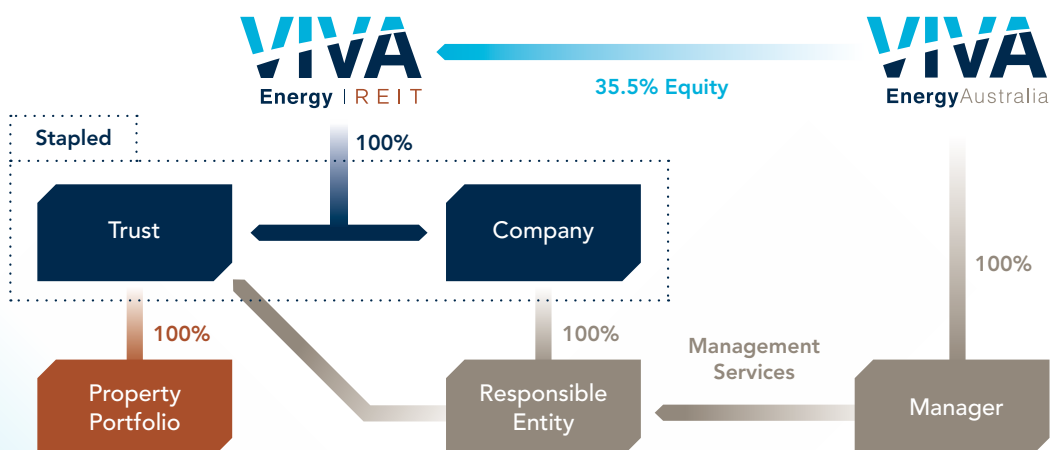 VIVA
Energy | REIT
35.5% Equity
VIVA
EnergyAustralia
Stapled
100%
Trust
Company
100%
100%
100%
Management
Services
Property
Portfolio
Responsible
Entity
Manager